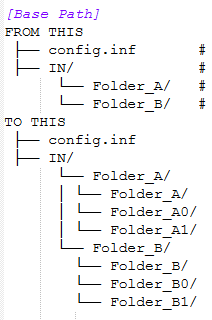 [Base Path]
FROM THIS
├── config.inf #
├── IN/ #
└── Folder_A/ #
└── Folder_B/ #
TO THIS
├── config.inf
├── IN/
└── Folder_A/
│ └── Folder_A/
│ └── Folder_A0/
│ └── Folder_A1/
└── Folder_B/
└── Folder_B/
└── Folder_B0/
└── Folder_B1/